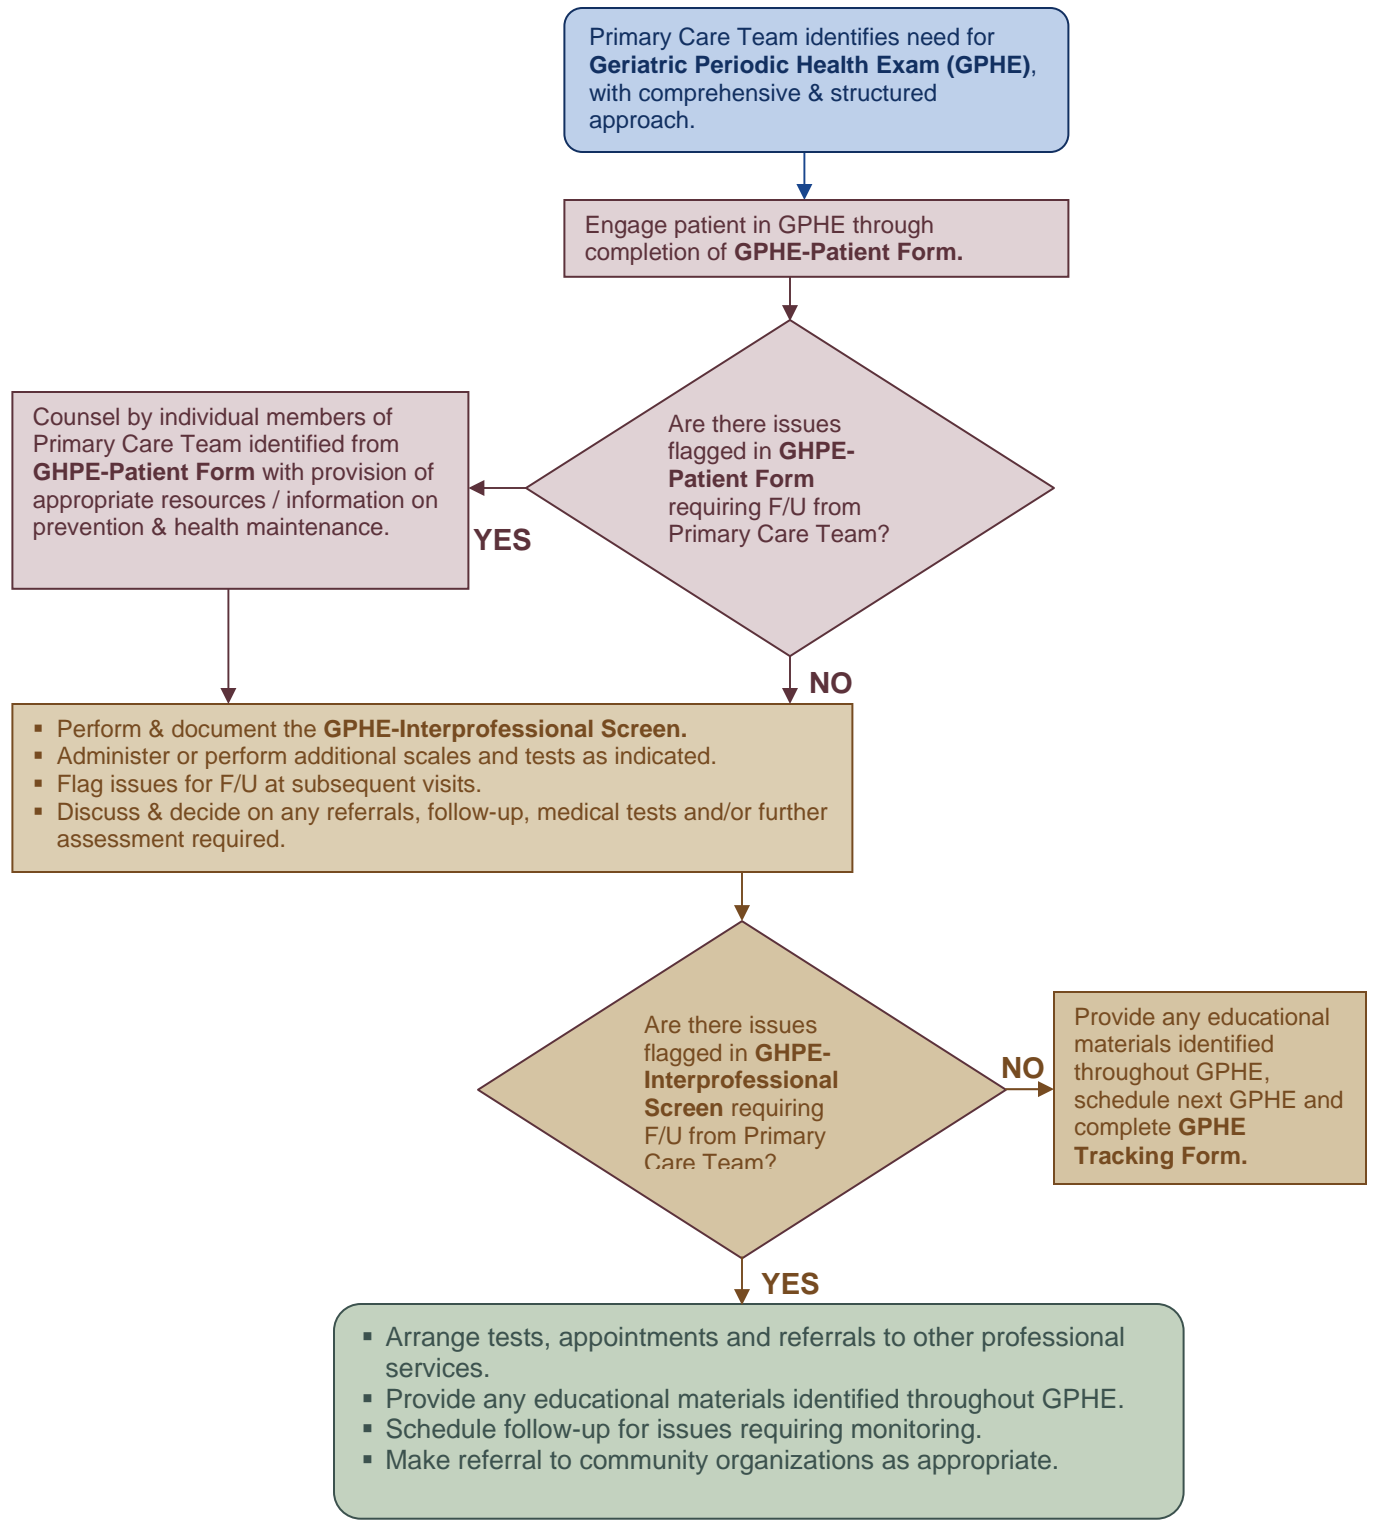 Primary Care Team identifies need for
Geriatric Periodic Health Exam (GPHE),
with comprehensive & structured
approach.
Engage patient in GPHE through
completion of GPHE-Patient Form.
Are there issues
flagged in GHPE-
Patient Form
requiring F/U from
Primary Care Team?
Counsel by individual members of
Primary Care Team identified from
GHPE-Patient Form with provision of
appropriate resources / information on
prevention & health maintenance.
YES
NO
▪ Perform & document the GPHE-Interprofessional Screen.
▪ Administer or perform additional scales and tests as indicated.
▪ Flag issues for F/U at subsequent visits.
▪ Discuss & decide on any referrals, follow-up, medical tests and/or further
assessment required.
Are there issues
flagged in GHPE-
Interprofessional
Screen requiring
F/U from Primary
Care Team?
NO
Provide any educational
materials identified
throughout GPHE,
schedule next GPHE and
complete GPHE
Tracking Form.
YES
▪ Arrange tests, appointments and referrals to other professional
services.
▪ Provide any educational materials identified throughout GPHE.
▪ Schedule follow-up for issues requiring monitoring.
▪ Make referral to community organizations as appropriate.